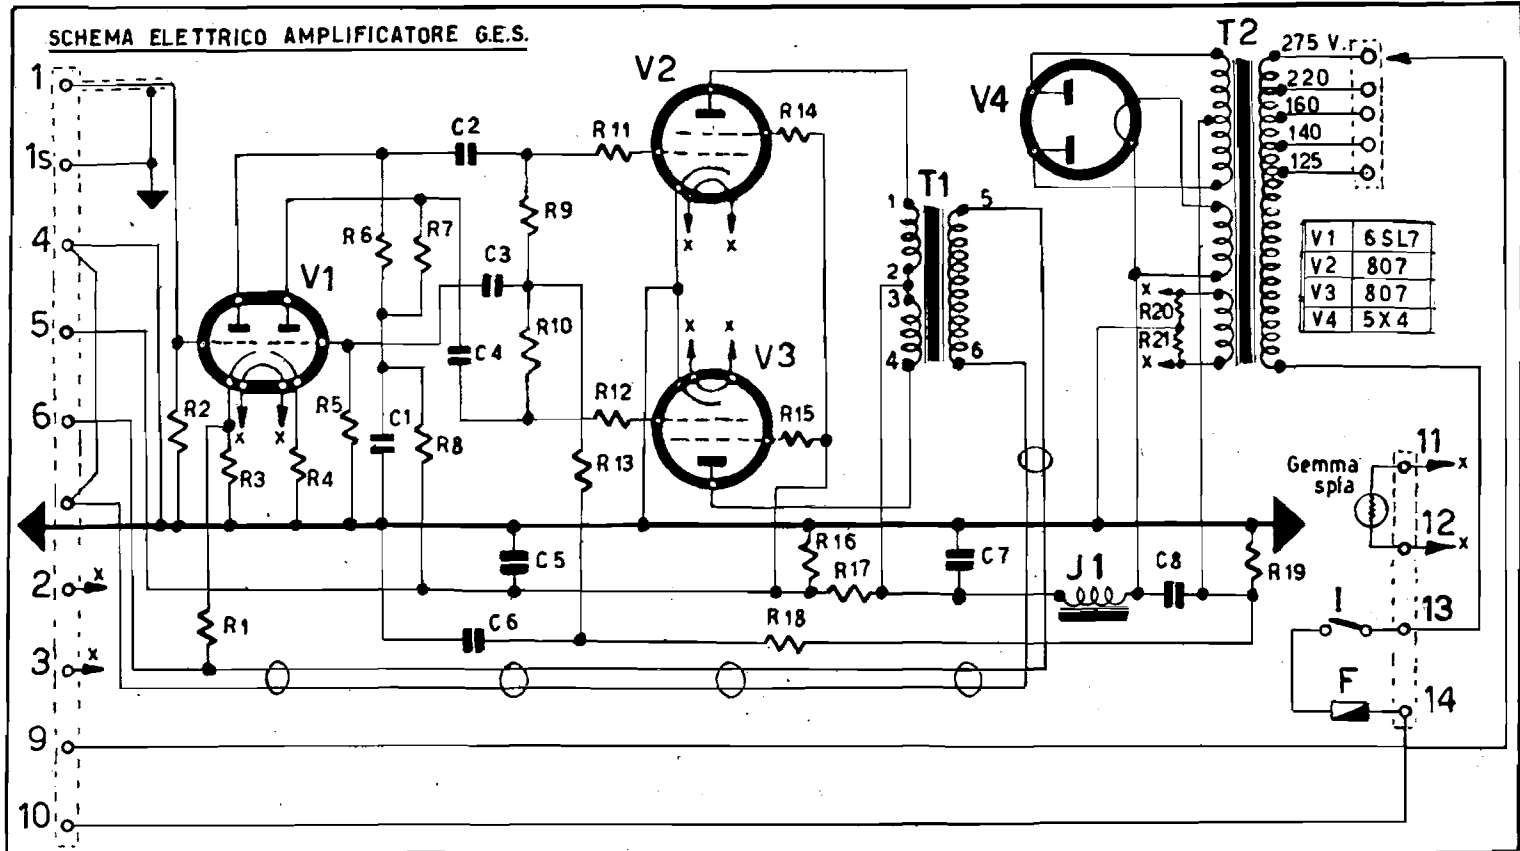 SCHEMA ELETTRICO AMPLIFICATORE G.E.S.
1
1s
4
5
6
2
x
3
x
9
10
V1
x
x
R1
R2
R3
R4
R5
R6
R7
R8
R9
R10
R11
R12
R13
R14
R15
R16
R17
R18
R19
R20
R21
C1
C2
C3
C4
C5
C6
C7
C8
J1
V2
x
x
V3
x
x
V4
T1
1
2
3
4
5
6
T2
275 V.
220
160
140
125
x
x
V1 6SL7
V2 807
V3 807
V4 5X4
Gemma
spia
11
x
12
x
13
14
I
F